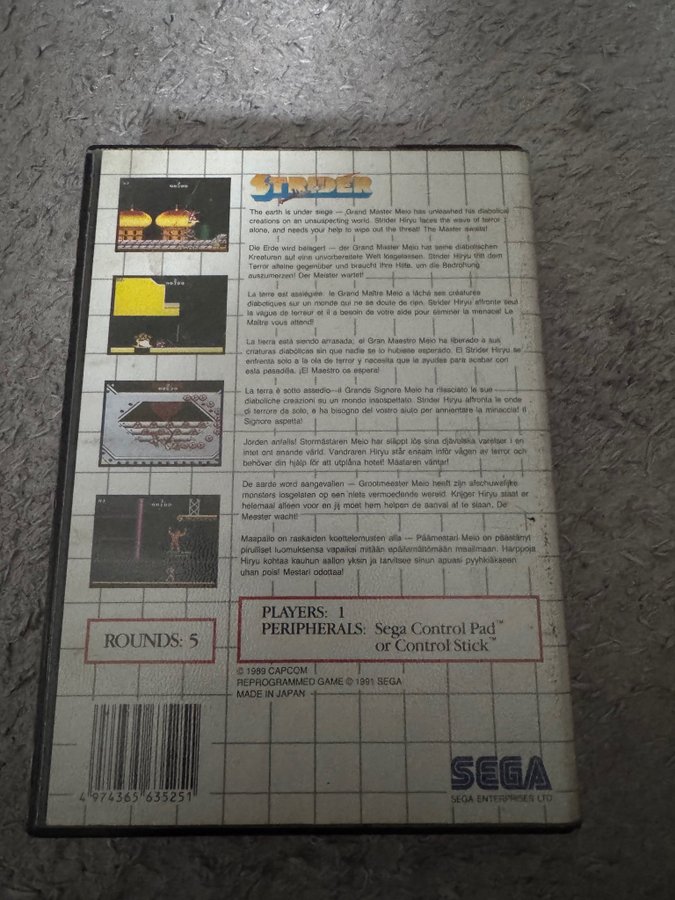 STRIDER
The earth is under siege — Grand Master Meio has unleashed his diabolical
creations on an unsuspecting world. Strider Hiryu faces the wave of terror
alone, and needs your help to wipe out the threat! The Master awaits!
Die Erde wird belagert — der Grand Master Meio hat seine diabolischen
Kreaturen auf eine unvorbereitete Welt losgelassen. Strider Hiryu tritt dem
Terror alleine gegenüber und braucht Ihre Hilfe, um die Bedrohung
auszumerzen! Der Meister wartet!
La terre est assiégée: le Grand Maître Meio a lâché ses créatures
diaboliques sur un monde qui ne se doute de rien. Strider Hiryu affronte seul
la vague de terreur et il a besoin de votre aide pour éliminer la menace! Le
Maître vous attend!
La tierra está siendo arrasada; el Gran Maestro Meio ha liberado a sus
criaturas diabólicas sin que nadie se lo hubiese esperado. El Strider Hiryu se
enfrenta solo a la ola de terror y necesita que le ayudes para acabar con
esta pesadilla. ¡El Maestro os espera!
La terra è sotto assedio—il Grande Signore Meio ha rilasciato le sue
diaboliche creazioni su un mondo insospettato. Strider Hiryu affronta le onde
di terrore da solo, e ha bisogno del vostro aiuto per annientare la minaccia! Il
Signore aspetta!
Jorden anfalls! Stormästaren Meio har släppt lös sina djävulska varelser i en
intet ont anande värld. Vandraren Hiryu står ensam inför vågen av terror och
behöver din hjälp för att utplåna hotet! Mästaren väntar!
De aarde word aangevallen — Grootmeester Meio heeft zijn afschuwelijke
monsters losgelaten op een niets vermoedende wereld. Krijger Hiryu staat er
helemaal alleen voor en jij moet hem helpen de aanval af te slaan. De
Meester wacht!
Maapallo on raskaiden koettelemusten alla — Päämestari Meio on päästänyt
pirulliset luomuksensa vapaiksi mitään epäilemättömään maailmaan. Harppoja
Hiryu kohtaa kauhun aallon yksin ja tarvitsee sinun apuasi pyyhkiäkseen
uhan pois! Mestari odottaa!
ROUNDS: 5
PLAYERS: 1
PERIPHERALS: Sega Control Pad™
or Control Stick™
© 1989 CAPCOM
REPROGRAMMED GAME © 1991 SEGA
MADE IN JAPAN
4 974365 635251
SEGA
SEGA ENTERPRISES LTD.